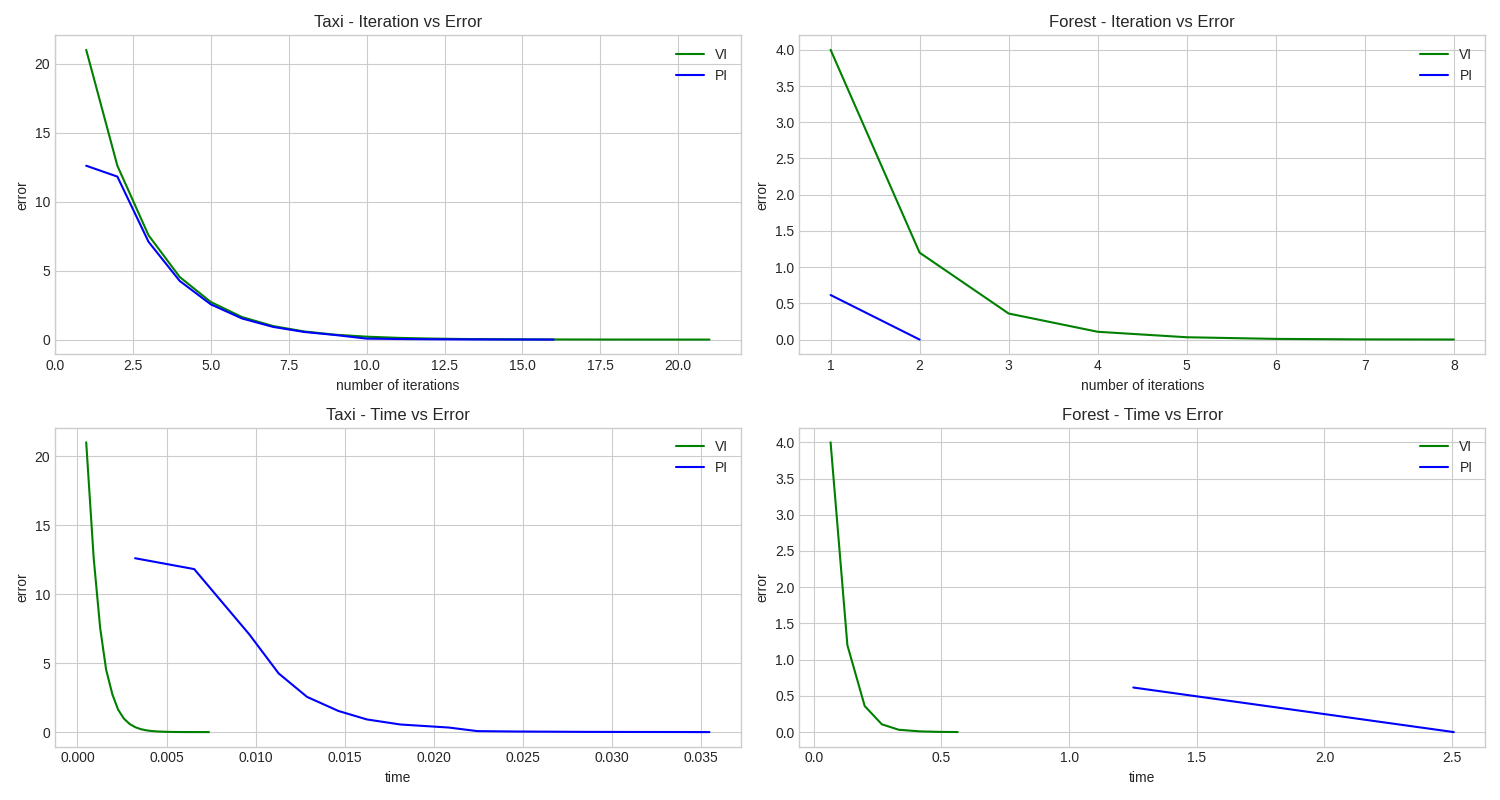 Taxi - Iteration vs Error
VI
PI
error
20
15
10
5
0
0.0 2.5 5.0 7.5 10.0 12.5 15.0 17.5 20.0
number of iterations
Forest - Iteration vs Error
VI
PI
error
4.0
3.5
3.0
2.5
2.0
1.5
1.0
0.5
0.0
1 2 3 4 5 6 7 8
number of iterations
Taxi - Time vs Error
VI
PI
error
20
15
10
5
0
0.000 0.005 0.010 0.015 0.020 0.025 0.030 0.035
time
Forest - Time vs Error
VI
PI
error
4.0
3.5
3.0
2.5
2.0
1.5
1.0
0.5
0.0
0.0 0.5 1.0 1.5 2.0 2.5
time